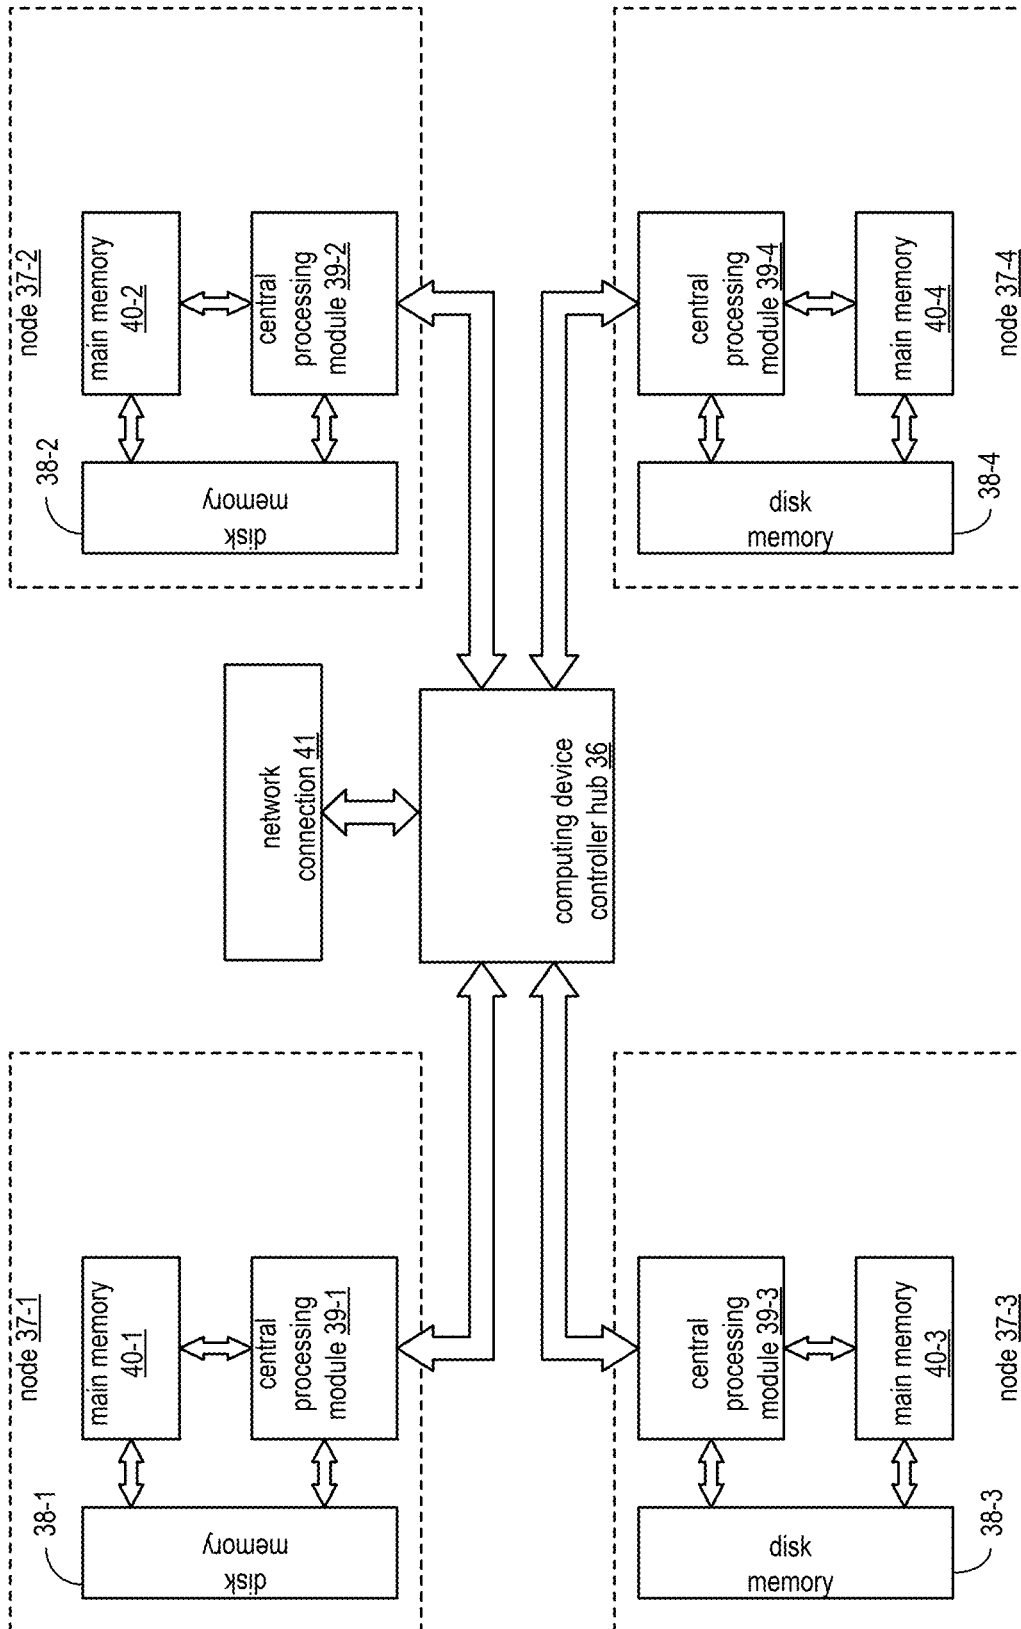 node 37-1
main memory
40-1
central
processing
module 39-1
38-1
disk
memory
node 37-2
main memory
40-2
central
processing
module 39-2
38-2
disk
memory
network
connection 41
computing device
controller hub 36
central
processing
module 39-3
main memory
40-3
node 37-3
disk
memory
38-3
central
processing
module 39-4
main memory
40-4
node 37-4
disk
memory
38-4